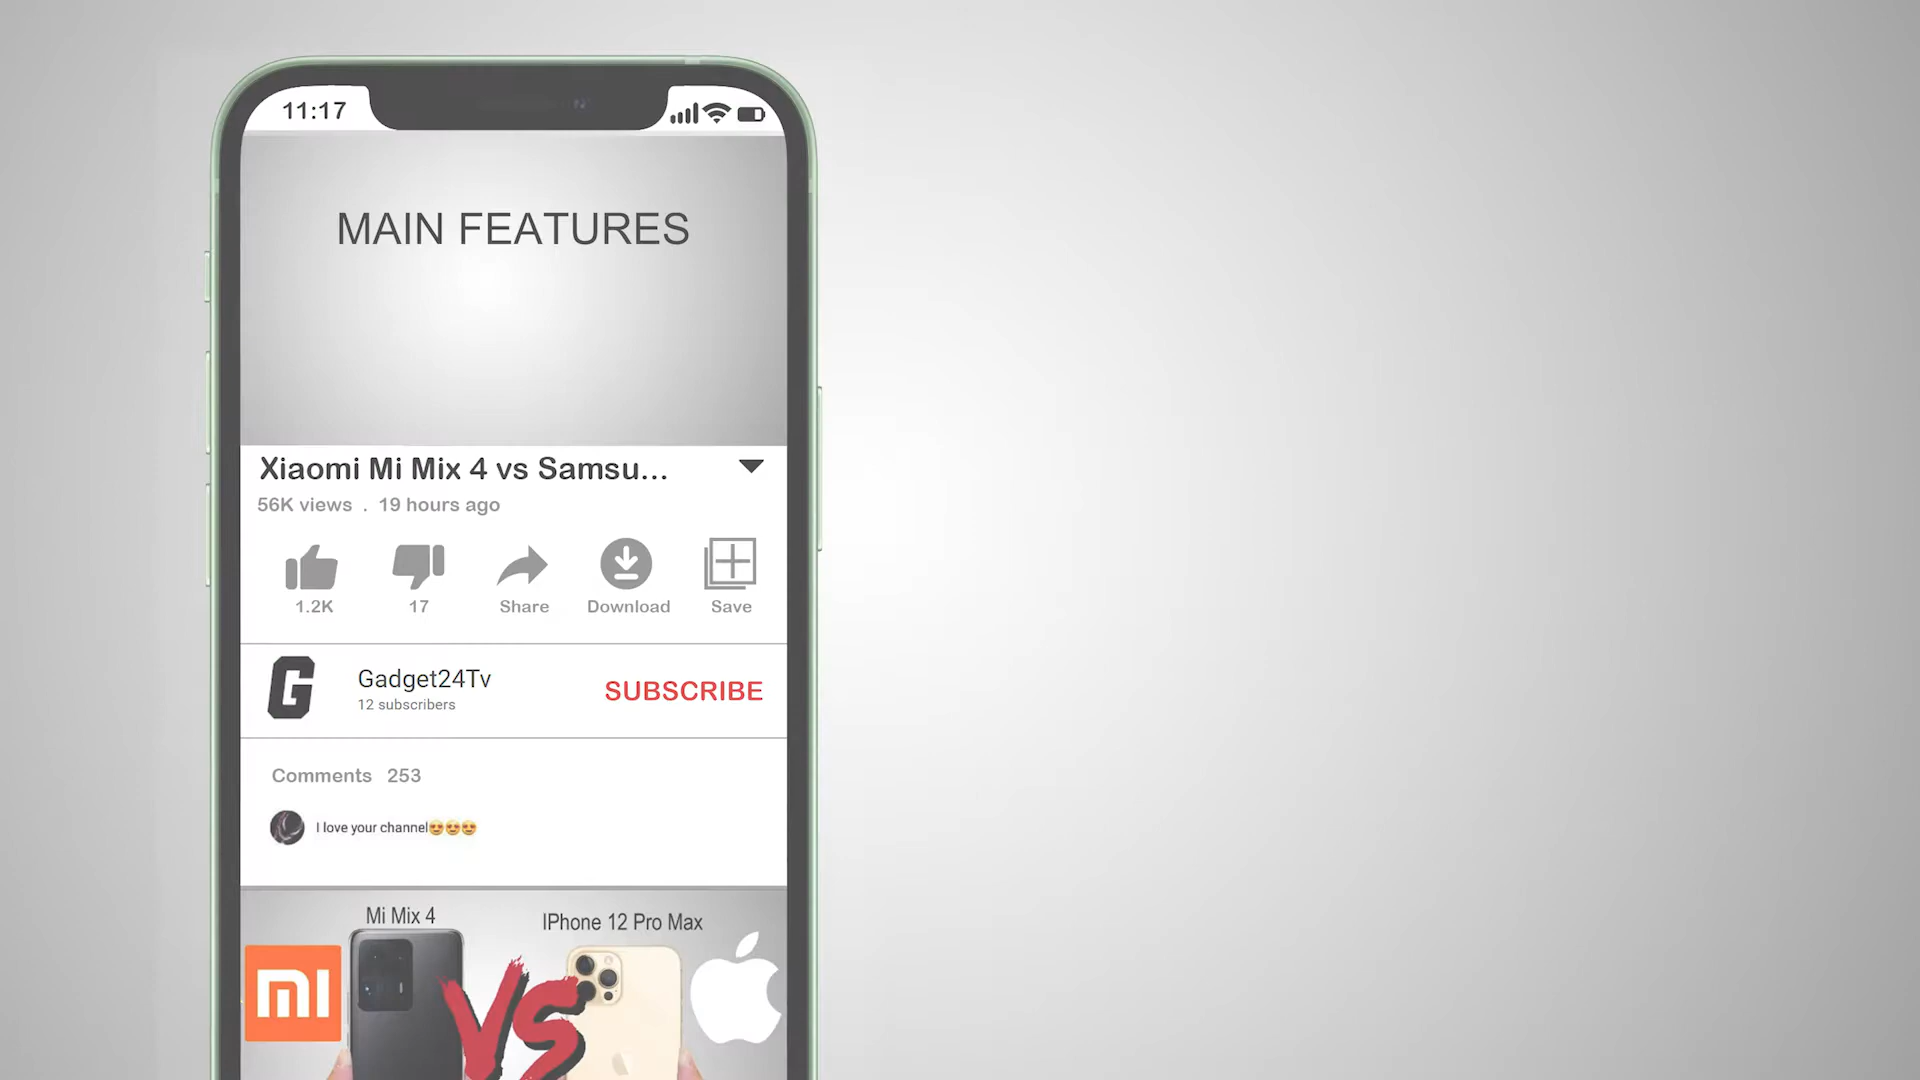 11:17
MAIN FEATURES
Xiaomi Mi Mix 4 vs Samsu...
56K views . 19 hours ago
1.2K
17
Share
Download
Save
G
Gadget24Tv
12 subscribers
SUBSCRIBE
Comments 253
I love your channel😍😍😍
Mi Mix 4
IPhone 12 Pro Max
mi
VS